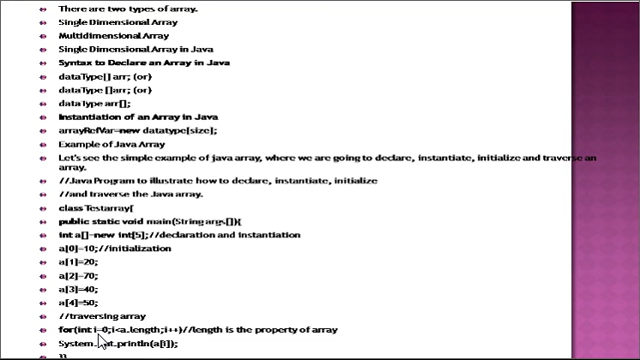 There are two types of array.
Single Dimensional Array
Multidimensional Array
Single Dimensional Array in Java
Syntax to Declare an Array in Java
dataType[] arr; (or)
dataType []arr; (or)
dataType arr[];
Instantiation of an Array in Java
arrayRefVar=new datatype[size];
Example of Java Array
Let's see the simple example of java array, where we are going to declare, instantiate, initialize and traverse an
array.
//Java Program to illustrate how to declare, instantiate, initialize
//and traverse the Java array.
class Testarray{
public static void main(String args[]){
int a[]=new int[5];//declaration and instantiation
a[0]=10;//initialization
a[1]=20;
a[2]=70;
a[3]=40;
a[4]=50;
//traversing array
for(int i=0;i<a.length;i++)//length is the property of array
println(a[i]);
}}